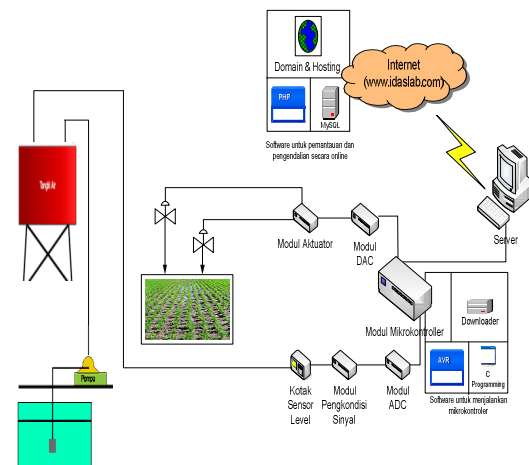 Domain & Hosting
PHP
MySQL
Software untuk pemantauan dan
pengendalian secara online
Internet
(www.idaslab.com)
Server
Tangki Air
Modul Aktuator
Modul
DAC
Modul Mikrokontroller
Downloader
AVR
C
Programming
Software untuk menjalankan
mikrokontroler
Pompa
Kotak
Sensor
Level
Modul
Pengkondisi
Sinyal
Modul
ADC